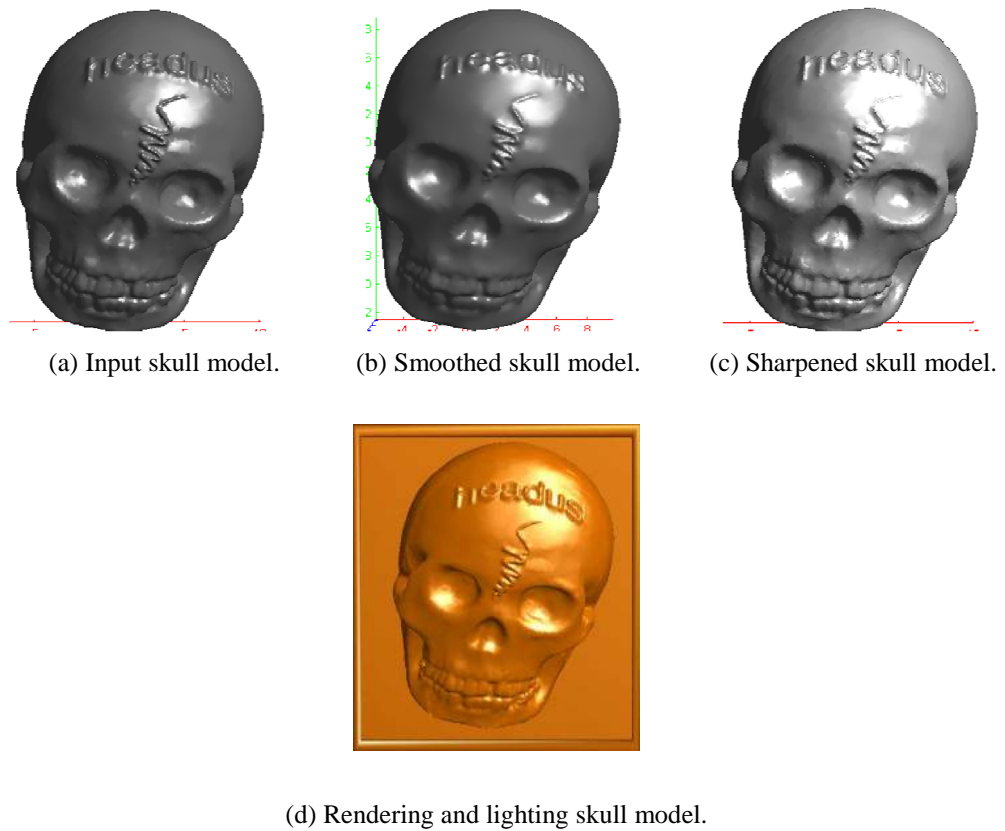 headus headus headus
(a) Input skull model. (b) Smoothed skull model. (c) Sharpened skull model.
headus
(d) Rendering and lighting skull model.